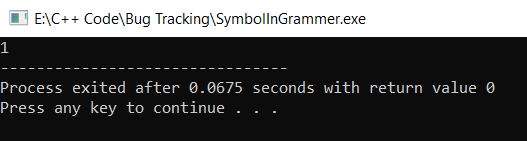 E:\C++ Code\Bug Tracking\SymbolInGrammer.exe
1
--------------------------------
Process exited after 0.0675 seconds with return value 0
Press any key to continue . . .